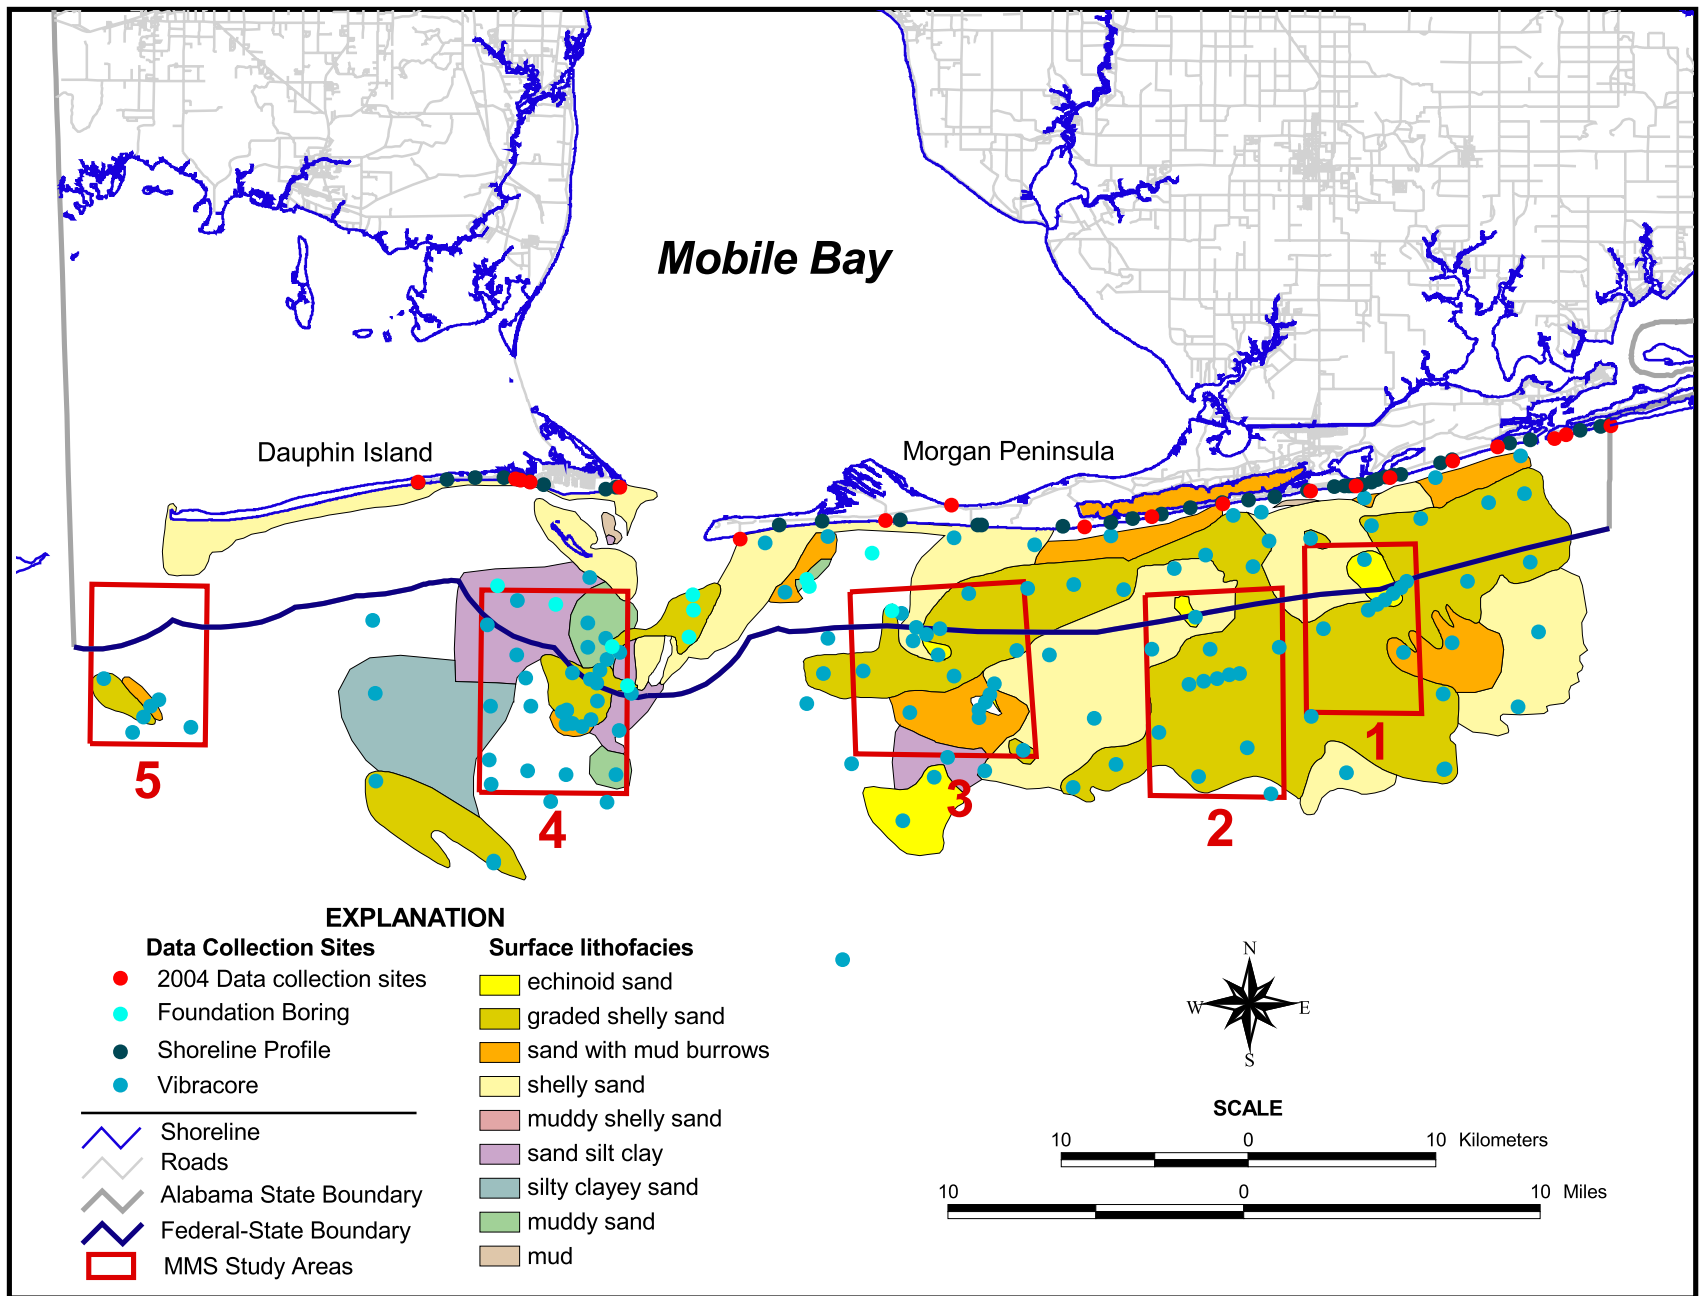 Mobile Bay
Dauphin Island
Morgan Peninsula
1
2
3
4
5
EXPLANATION
Data Collection Sites
2004 Data collection sites
Foundation Boring
Shoreline Profile
Vibracore
Shoreline
Roads
Alabama State Boundary
Federal-State Boundary
MMS Study Areas
Surface lithofacies
echinoid sand
graded shelly sand
sand with mud burrows
shelly sand
muddy shelly sand
sand silt clay
silty clayey sand
muddy sand
mud
N
W E
S
SCALE
10 0 10 Kilometers
10 0 10 Miles